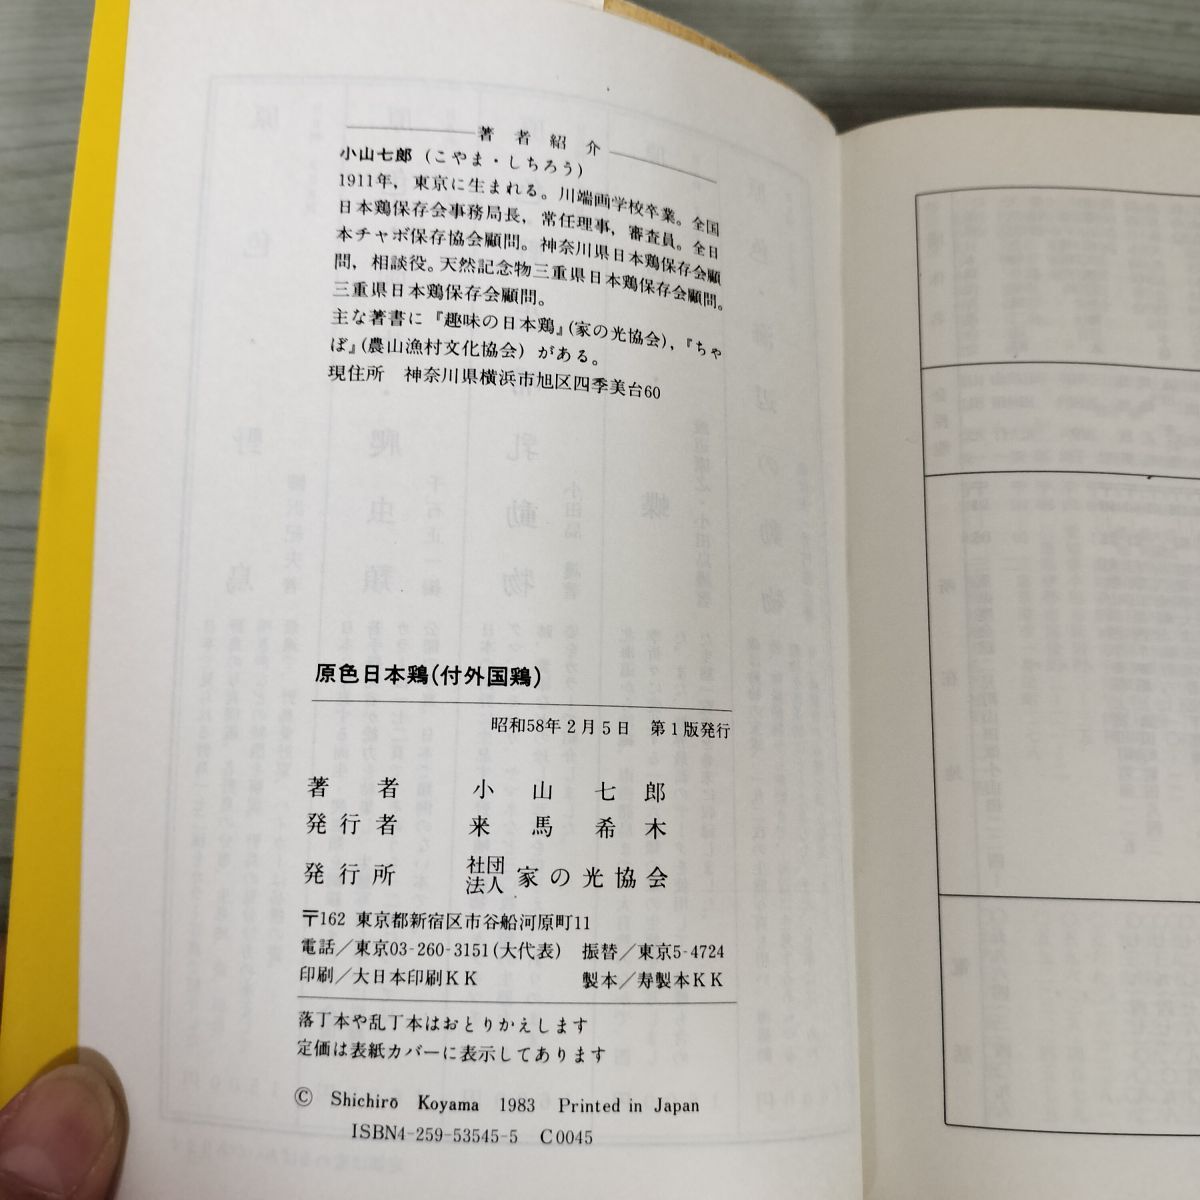 著者紹介
小山七郎(こやま・しちろう)
1911年，東京に生まれる。川端画学校卒業。全国
日本鶏保存会事務局長，常任理事，審査員。全日
本チャボ保存協会顧問。神奈川県日本鶏保存会顧
問，相談役。天然記念物三重県日本鶏保存会顧問。
三重県日本鶏保存会顧問。
主な著書に『趣味の日本鶏』(家の光協会)，『ちゃ
ぼ』(農山漁村文化協会)がある。
現住所　神奈川県横浜市旭区四季美台60
原色日本鶏(付外国鶏)
昭和58年2月5日　第1版発行
著者　小山七郎
発行者　来馬希木
発行所　社団法人 家の光協会
〒162 東京都新宿区市谷船河原町11
電話／東京03-260-3151(大代表)　振替／東京5-4724
印刷／大日本印刷KK　製本／寿製本KK
落丁本や乱丁本はおとりかえします
定価は表紙カバーに表示してあります
© Shichirō Koyama 1983 Printed in Japan
ISBN4-259-53545-5 C0045